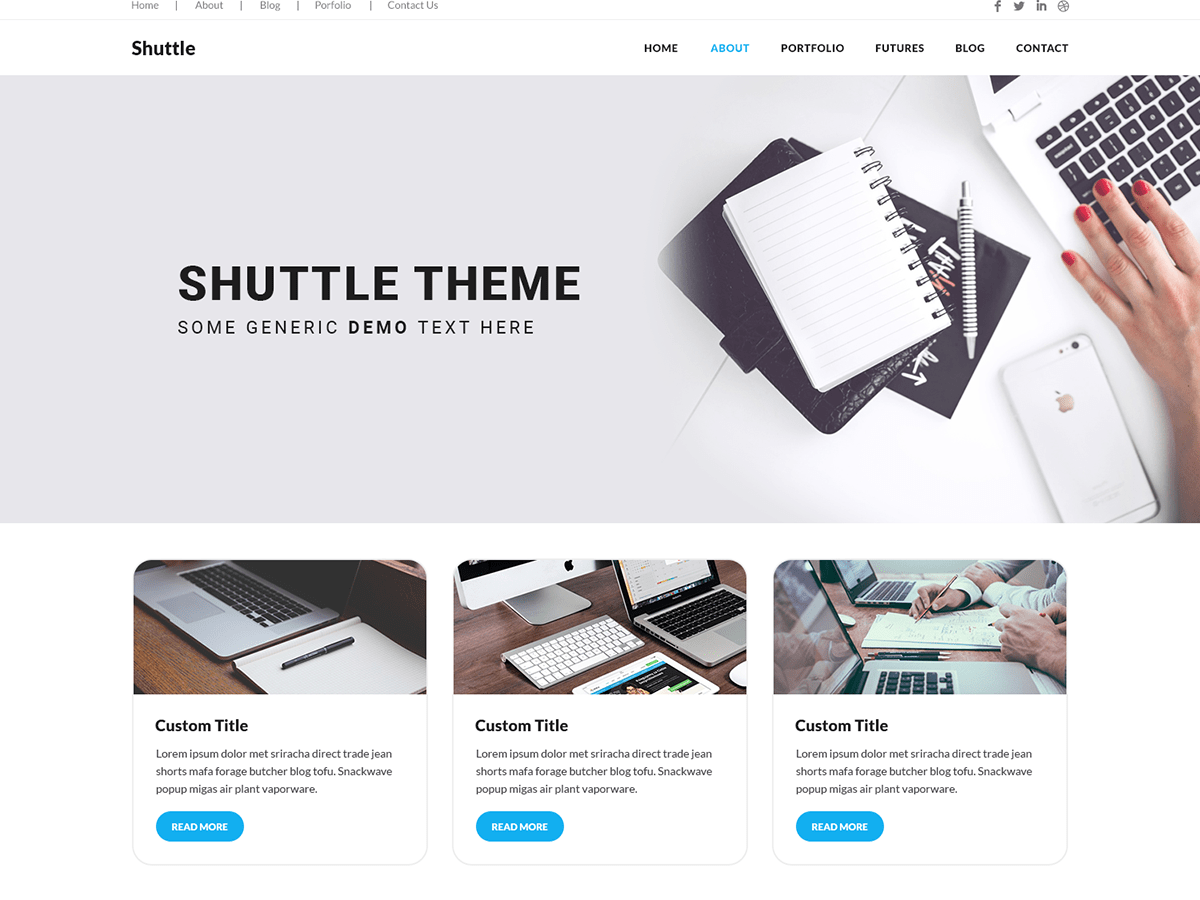 Home | About | Blog | Porfolio | Contact Us
Shuttle
HOME ABOUT PORTFOLIO FUTURES BLOG CONTACT
SHUTTLE THEME
SOME GENERIC DEMO TEXT HERE
Custom Title
Lorem ipsum dolor met sriracha direct trade jean
shorts mafa forage butcher blog tofu. Snackwave
popup migas air plant vaporware.
READ MORE
Custom Title
Lorem ipsum dolor met sriracha direct trade jean
shorts mafa forage butcher blog tofu. Snackwave
popup migas air plant vaporware.
READ MORE
Custom Title
Lorem ipsum dolor met sriracha direct trade jean
shorts mafa forage butcher blog tofu. Snackwave
popup migas air plant vaporware.
READ MORE